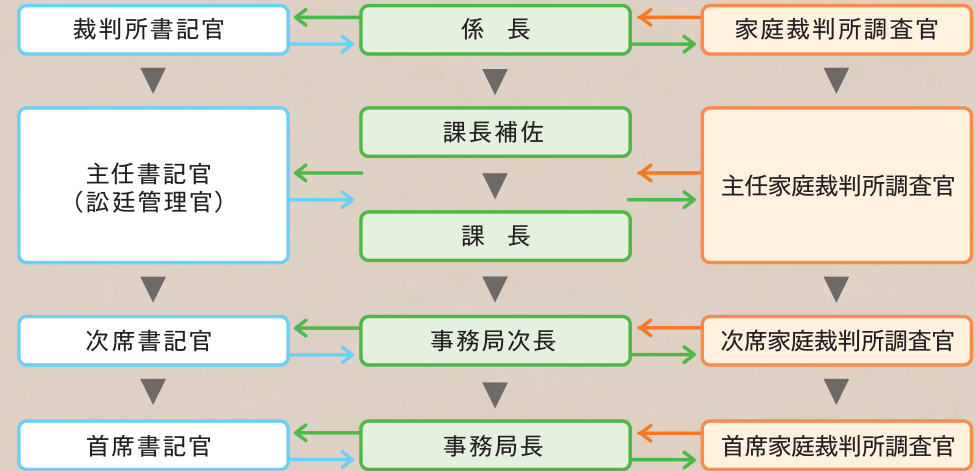 裁判所書記官
係　長
家庭裁判所調査官
主任書記官
（訟廷管理官）
課長補佐
課　長
主任家庭裁判所調査官
次席書記官
事務局次長
次席家庭裁判所調査官
首席書記官
事務局長
首席家庭裁判所調査官